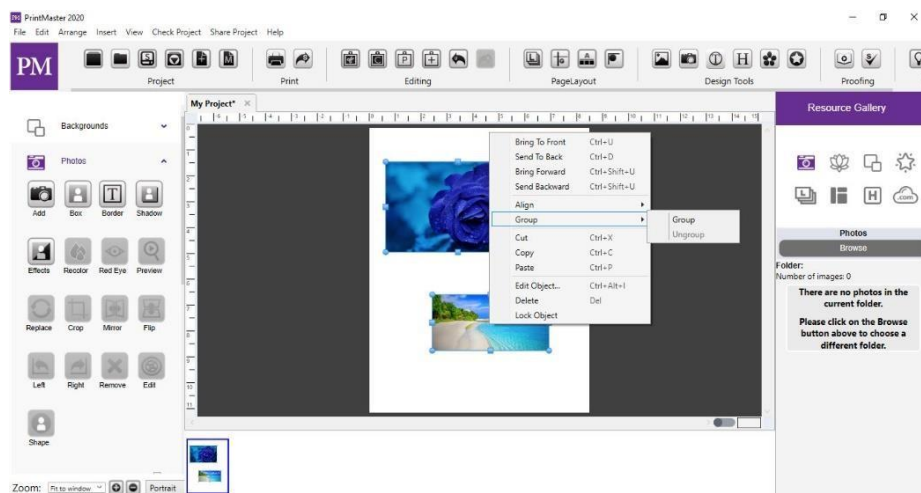 PM PrintMaster 2020
File Edit Arrange Insert View Check Project Share Project Help
PM
Project
Print
Editing
PageLayout
Design Tools
Proofing
My Project*
Backgrounds
Photos
Add Box Border Shadow
Effects Recolor Red Eye Preview
Replace Crop Mirror Flip
Left Right Remove Edit
Shape
Zoom: Fit to window Portrait
Bring To Front Ctrl+U
Send To Back Ctrl+D
Bring Forward Ctrl+Shift+U
Send Backward Ctrl+Shift+U
Align
Group
Group
Ungroup
Cut Ctrl+X
Copy Ctrl+C
Paste Ctrl+P
Edit Object... Ctrl+Alt+I
Delete Del
Lock Object
Resource Gallery
H .com
Photos
Browse
Folder:
Number of images: 0
There are no photos in the
current folder.
Please click on the Browse
button above to choose a
different folder.